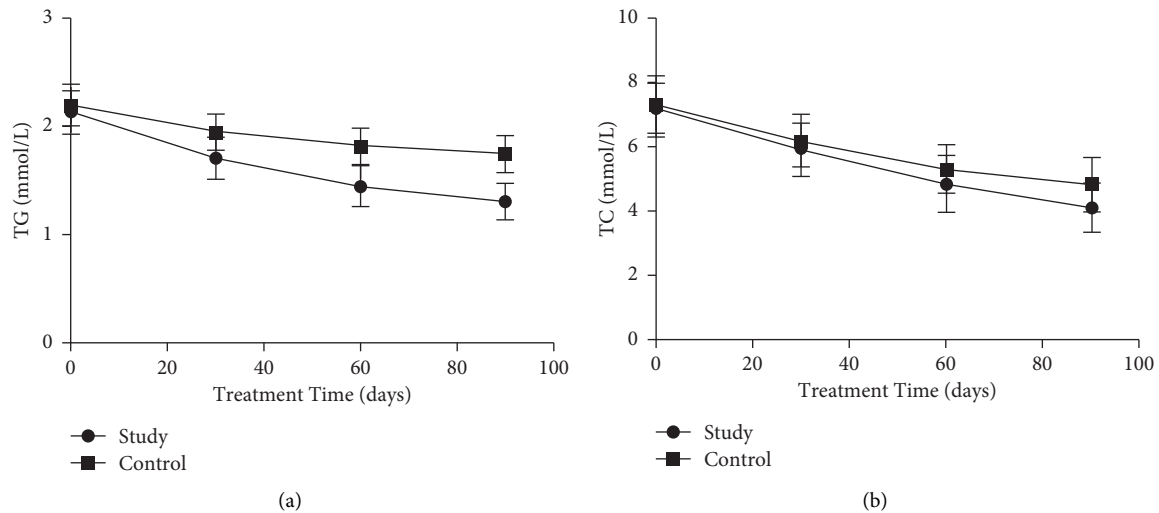 3
2
1
0
TG (mmol/L)
0 20 40 60 80 100
Treatment Time (days)
Study
Control
(a)
10
8
6
4
2
0
TC (mmol/L)
0 20 40 60 80 100
Treatment Time (days)
Study
Control
(b)